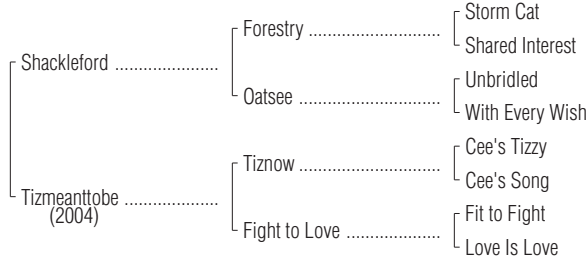 Storm Cat
Forestry ..............................
Shared Interest
Shackleford ........................
Unbridled
Oatsee ................................
With Every Wish
Cee's Tizzy
Tiznow ................................
Cee's Song
Tizmeanttobe .....................
(2004)
Fit to Fight
Fight to Love .....................
Love Is Love